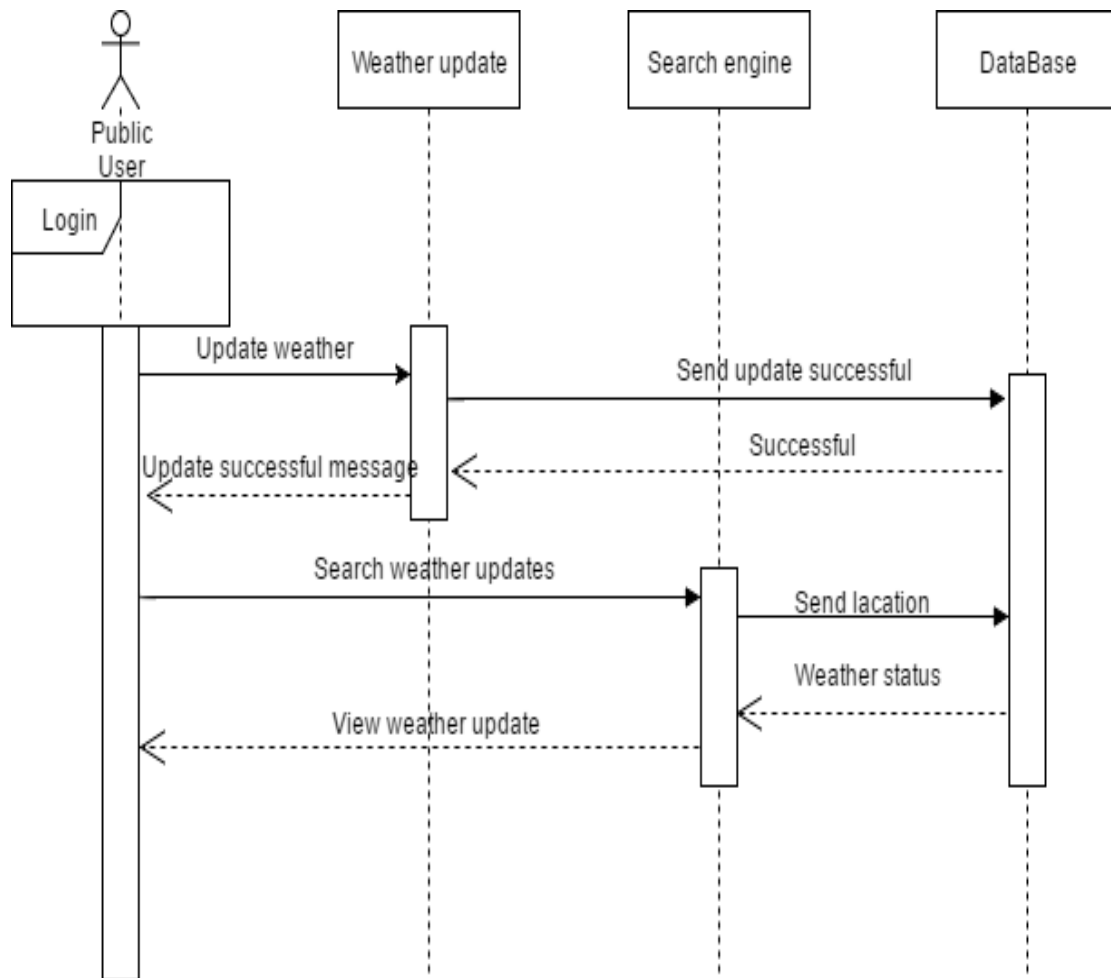 Weather update
Search engine
DataBase
Public
User
Login
Update weather
Send update successful
Successful
Update successful message
Search weather updates
Send lacation
Weather status
View weather update